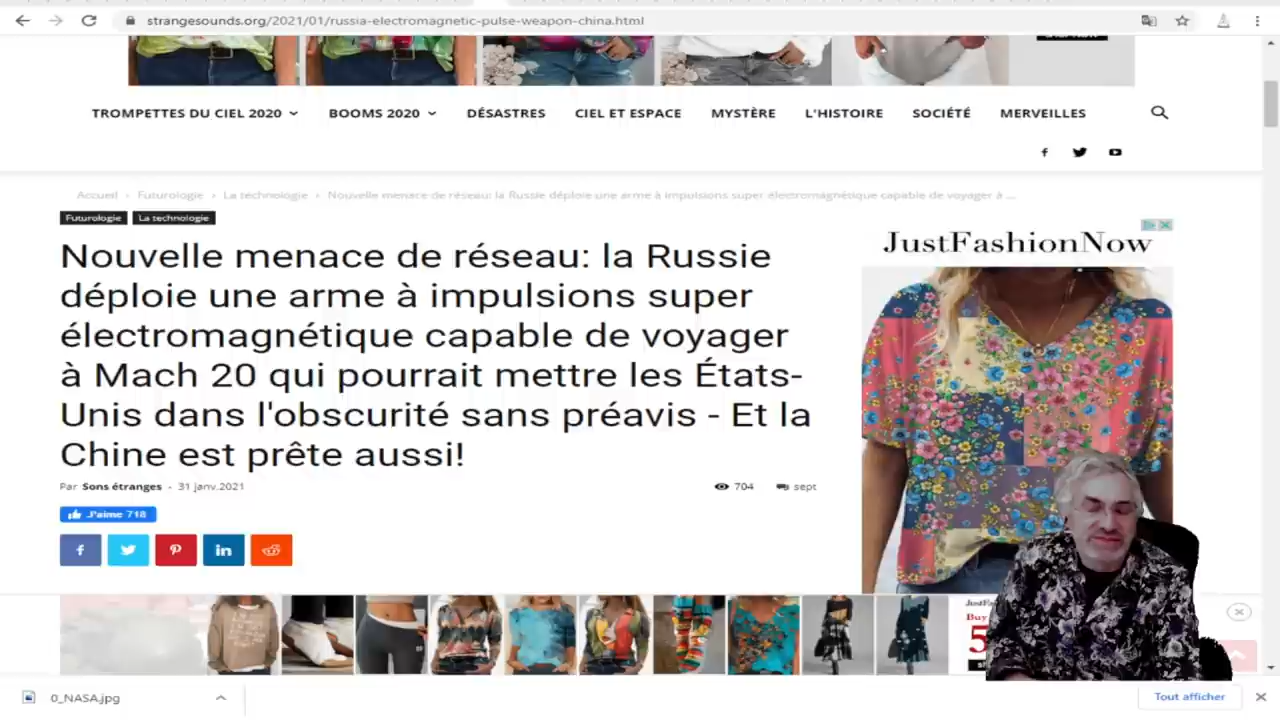 strangesounds.org/2021/01/russia-electromagnetic-pulse-weapon-china.html
TROMPETTES DU CIEL 2020 BOOMS 2020 DÉSASTRES CIEL ET ESPACE MYSTÈRE L'HISTOIRE SOCIÉTÉ MERVEILLES
Accueil › Futurologie › La technologie › Nouvelle menace de réseau: la Russie déploie une arme à impulsions super électromagnétique capable de voyager à ...
Futurologie La technologie
Nouvelle menace de réseau: la Russie
déploie une arme à impulsions super
électromagnétique capable de voyager
à Mach 20 qui pourrait mettre les États-
Unis dans l'obscurité sans préavis - Et la
Chine est prête aussi!
Par Sons étranges - 31 janv.2021
704 sept
J'aime 718
JustFashionNow
JustFa
Buy
5
0_NASA.jpg
Tout afficher